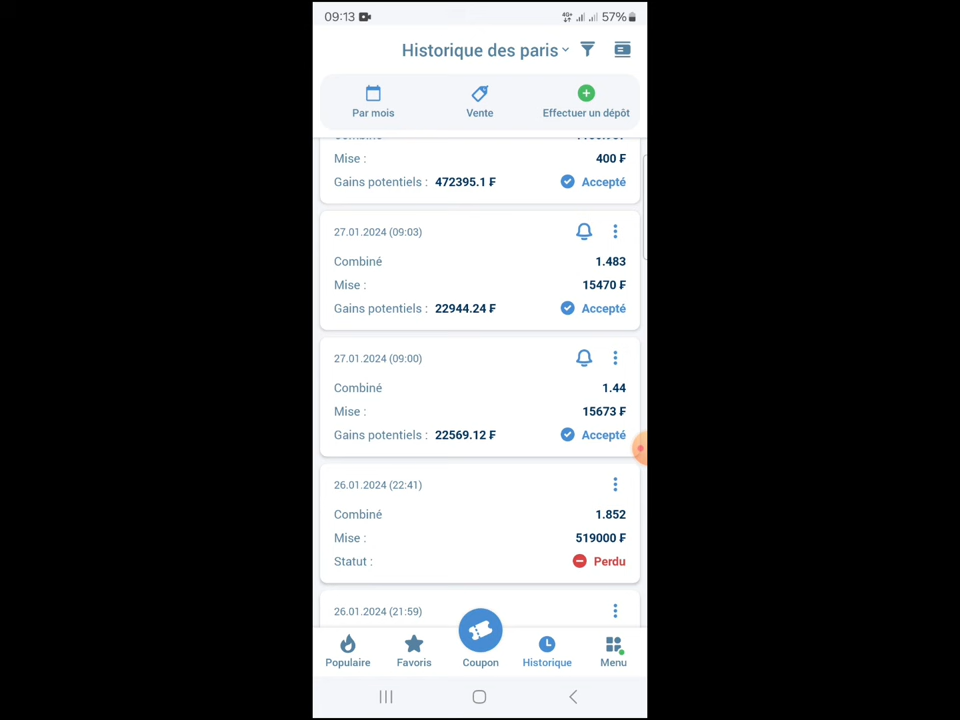 09:13 4G+ 57%
Historique des paris
Par mois Vente Effectuer un dépôt
Mise : 400 ₣
Gains potentiels : 472395.1 ₣ Accepté
27.01.2024 (09:03)
Combiné 1.483
Mise : 15470 ₣
Gains potentiels : 22944.24 ₣ Accepté
27.01.2024 (09:00)
Combiné 1.44
Mise : 15673 ₣
Gains potentiels : 22569.12 ₣ Accepté
26.01.2024 (22:41)
Combiné 1.852
Mise : 519000 ₣
Statut : Perdu
26.01.2024 (21:59)
Populaire Favoris Coupon Historique Menu